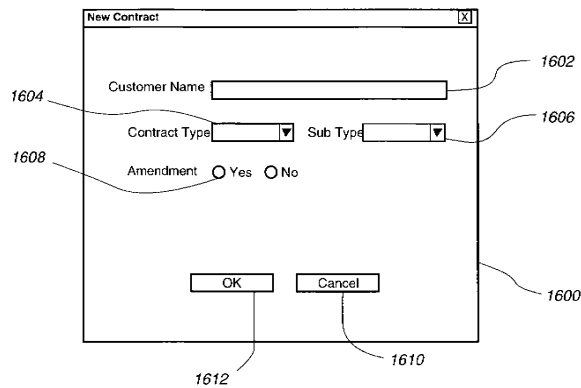 New Contract X
Customer Name 1602
1604
Contract Type Sub Type 1606
1608 Amendment Yes No
OK Cancel
1600
1610
1612